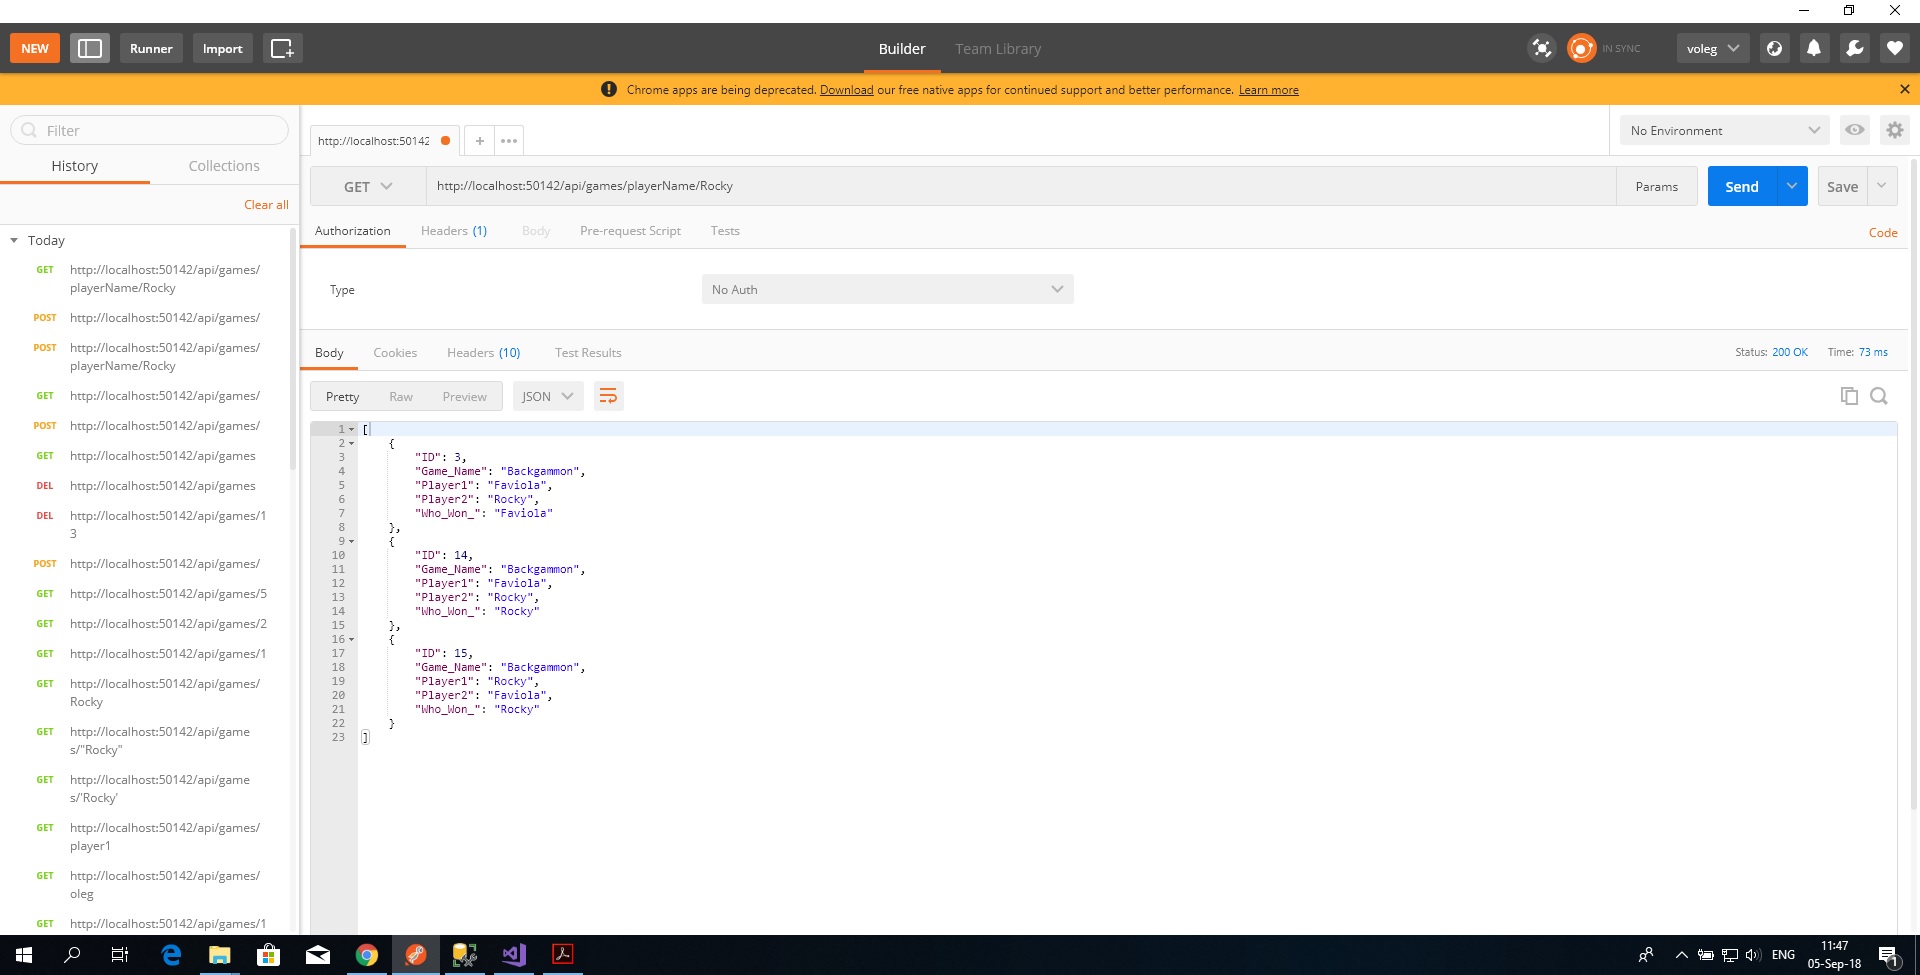 NEW
Runner
Import
Builder
Team Library
IN SYNC
voleg
Chrome apps are being deprecated. Download our free native apps for continued support and better performance. Learn more
Filter
History
Collections
Clear all
Today
GET http://localhost:50142/api/games/
playerName/Rocky
POST http://localhost:50142/api/games/
POST http://localhost:50142/api/games/
playerName/Rocky
GET http://localhost:50142/api/games/
POST http://localhost:50142/api/games/
GET http://localhost:50142/api/games
DEL http://localhost:50142/api/games
DEL http://localhost:50142/api/games/1
3
POST http://localhost:50142/api/games/
GET http://localhost:50142/api/games/5
GET http://localhost:50142/api/games/2
GET http://localhost:50142/api/games/1
GET http://localhost:50142/api/games/
Rocky
GET http://localhost:50142/api/game
s/"Rocky"
GET http://localhost:50142/api/game
s/'Rocky'
GET http://localhost:50142/api/games/
player1
GET http://localhost:50142/api/games/
oleg
GET http://localhost:50142/api/games/1
http://localhost:50142
No Environment
GET
http://localhost:50142/api/games/playerName/Rocky
Params
Send
Save
Authorization
Headers (1)
Body
Pre-request Script
Tests
Code
Type
No Auth
Body
Cookies
Headers (10)
Test Results
Status: 200 OK
Time: 73 ms
Pretty
Raw
Preview
JSON
1 [
2 {
3 "ID": 3,
4 "Game_Name": "Backgammon",
5 "Player1": "Faviola",
6 "Player2": "Rocky",
7 "Who_Won_": "Faviola"
8 },
9 {
10 "ID": 14,
11 "Game_Name": "Backgammon",
12 "Player1": "Faviola",
13 "Player2": "Rocky",
14 "Who_Won_": "Rocky"
15 },
16 {
17 "ID": 15,
18 "Game_Name": "Backgammon",
19 "Player1": "Rocky",
20 "Player2": "Faviola",
21 "Who_Won_": "Rocky"
22 }
23 ]
ENG
11:47
05-Sep-18
1